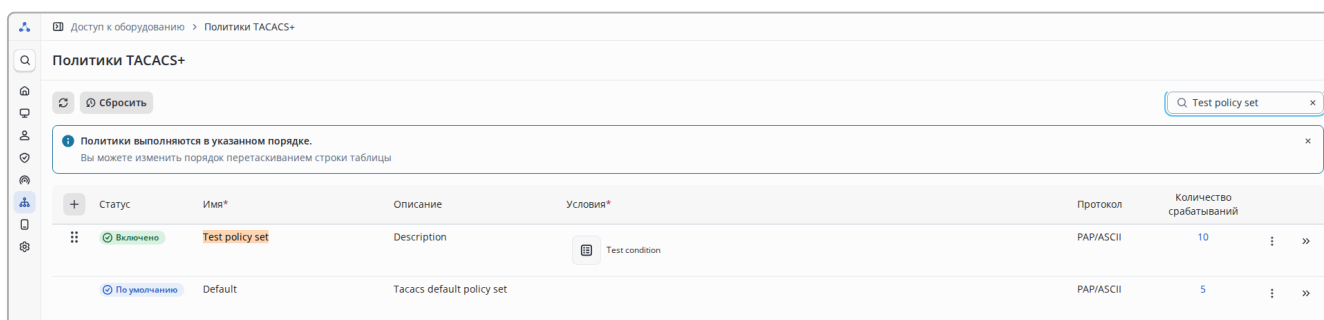 Доступ к оборудованию > Политики TACACS+
Политики TACACS+
Сбросить
Test policy set ×
Политики выполняются в указанном порядке. ×
Вы можете изменить порядок перетаскиванием строки таблицы
+ Статус Имя* Описание Условия* Протокол Количество
срабатываний
Включено Test policy set Description Test condition PAP/ASCII 10
По умолчанию Default Tacacs default policy set PAP/ASCII 5